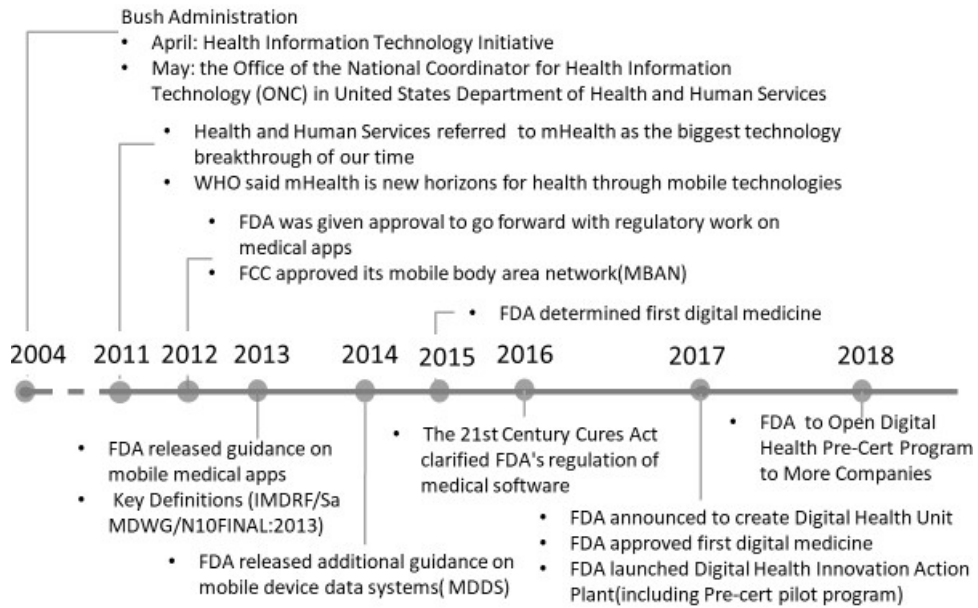 Bush Administration
• April: Health Information Technology Initiative
• May: the Office of the National Coordinator for Health Information
Technology (ONC) in United States Department of Health and Human Services
• Health and Human Services referred to mHealth as the biggest technology
breakthrough of our time
• WHO said mHealth is new horizons for health through mobile technologies
• FDA was given approval to go forward with regulatory work on
medical apps
• FCC approved its mobile body area network(MBAN)
• FDA determined first digital medicine
2004 2011 2012 2013 2014 2015 2016 2017 2018
• FDA released guidance on
mobile medical apps
• Key Definitions (IMDRF/Sa
MDWG/N10FINAL:2013)
• FDA released additional guidance on
mobile device data systems( MDDS)
• The 21st Century Cures Act
clarified FDA's regulation of
medical software
• FDA announced to create Digital Health Unit
• FDA approved first digital medicine
• FDA launched Digital Health Innovation Action
Plant(including Pre-cert pilot program)
• FDA to Open Digital
Health Pre-Cert Program
to More Companies